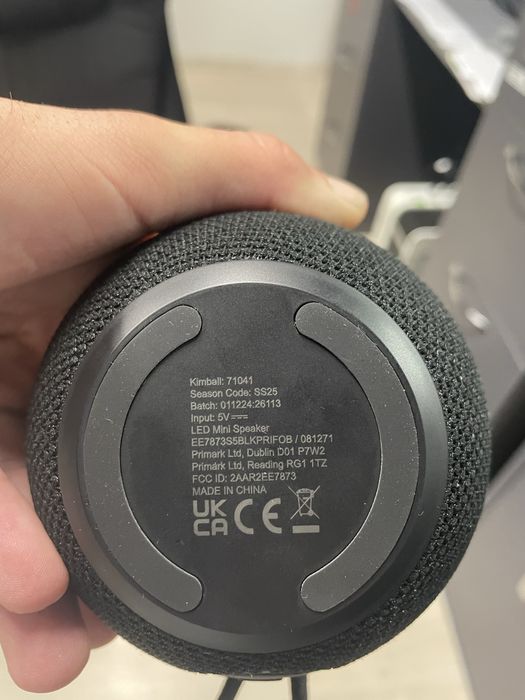 Kimball: 71041
Season Code: SS25
Batch: 011224:26113
Input: 5V⎓
LED Mini Speaker
EE7873S5BLKPRIFOB / 081271
Primark Ltd, Dublin D01 P7W2
Primark Ltd, Reading RG1 1TZ
FCC ID: 2AAR2EE7873
MADE IN CHINA
UK
CA CE